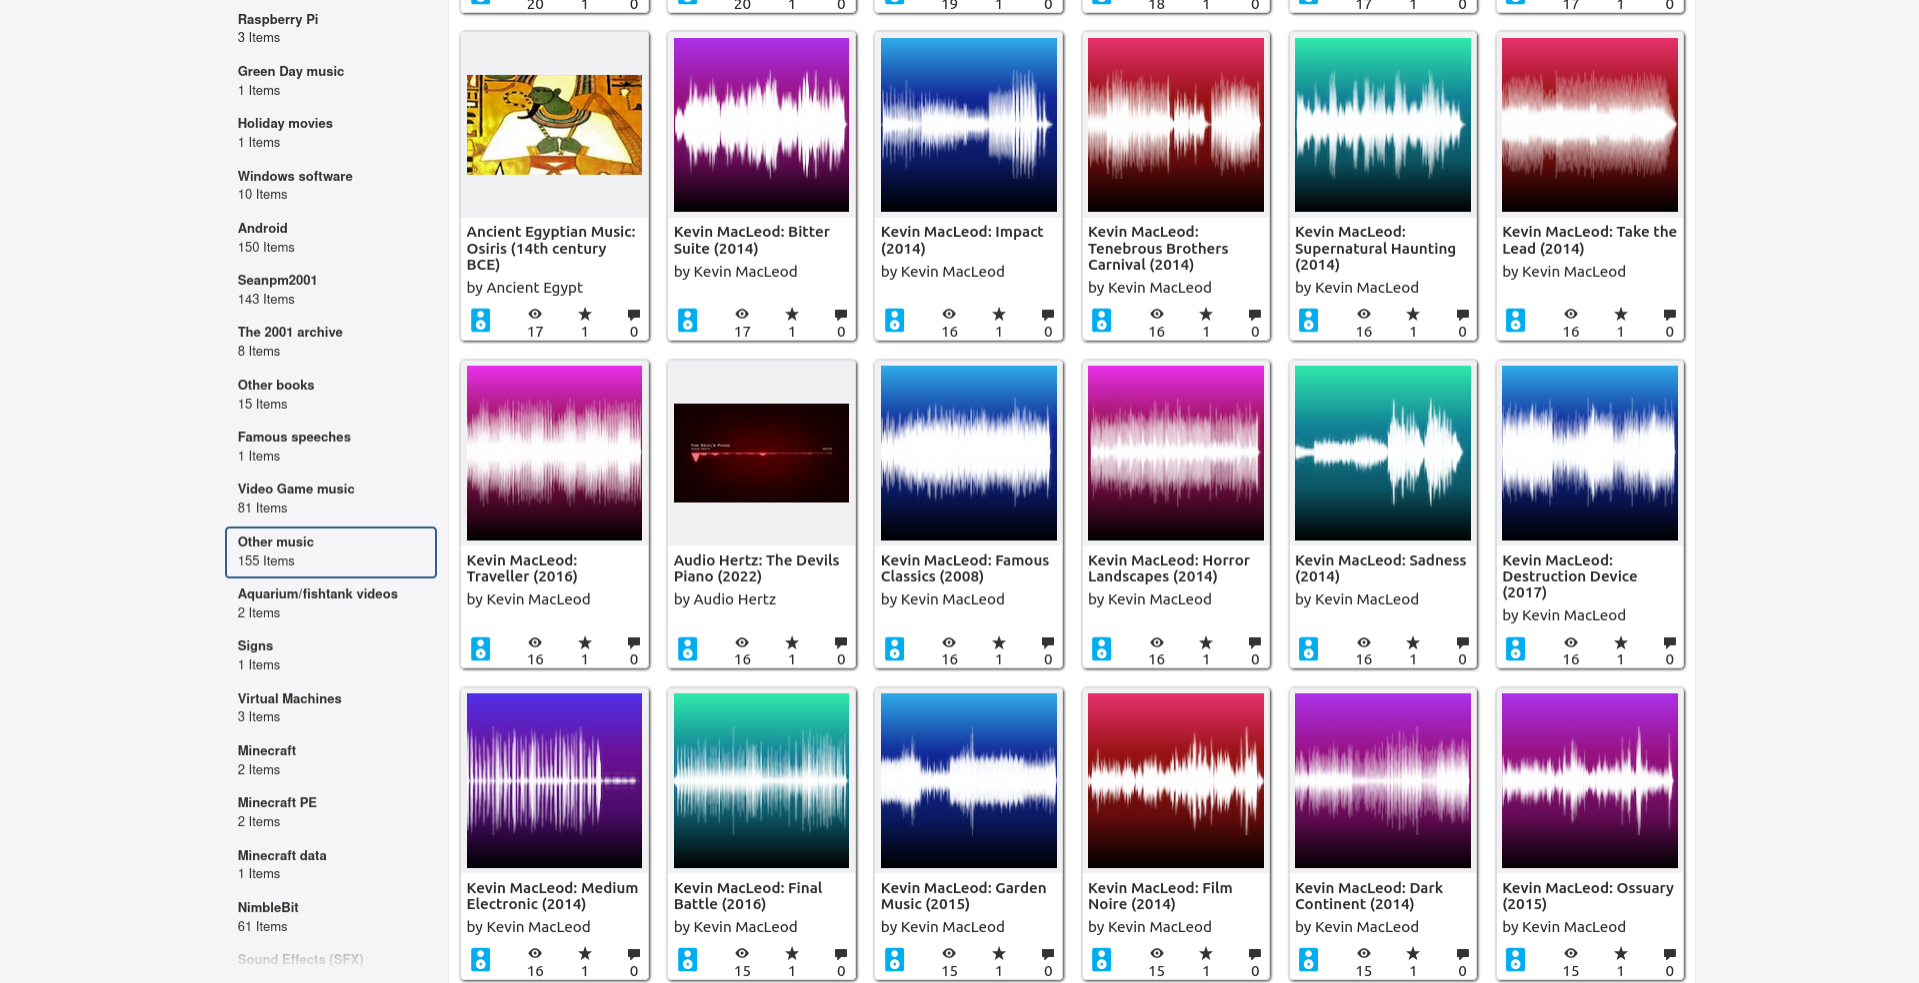 Raspberry Pi
3 Items
Green Day music
1 Items
Holiday movies
1 Items
Windows software
10 Items
Android
150 Items
Seanpm2001
143 Items
The 2001 archive
8 Items
Other books
15 Items
Famous speeches
1 Items
Video Game music
81 Items
Other music
155 Items
Aquarium/fishtank videos
2 Items
Signs
1 Items
Virtual Machines
3 Items
Minecraft
2 Items
Minecraft PE
2 Items
Minecraft data
1 Items
NimbleBit
61 Items
Sound Effects (SFX)
20 1 0
20 1 0
19 1 0
18 1 0
17 1 0
17 1 0
Ancient Egyptian Music:
Osiris (14th century
BCE)
by Ancient Egypt
17 1 0
Kevin MacLeod: Bitter
Suite (2014)
by Kevin MacLeod
17 1 0
Kevin MacLeod: Impact
(2014)
by Kevin MacLeod
16 1 0
Kevin MacLeod:
Tenebrous Brothers
Carnival (2014)
by Kevin MacLeod
16 1 0
Kevin MacLeod:
Supernatural Haunting
(2014)
by Kevin MacLeod
16 1 0
Kevin MacLeod: Take the
Lead (2014)
by Kevin MacLeod
16 1 0
Kevin MacLeod:
Traveller (2016)
by Kevin MacLeod
16 1 0
The Devil's Piano
Audio Hertz: The Devils
Piano (2022)
by Audio Hertz
16 1 0
Kevin MacLeod: Famous
Classics (2008)
by Kevin MacLeod
16 1 0
Kevin MacLeod: Horror
Landscapes (2014)
by Kevin MacLeod
16 1 0
Kevin MacLeod: Sadness
(2014)
by Kevin MacLeod
16 1 0
Kevin MacLeod:
Destruction Device
(2017)
by Kevin MacLeod
16 1 0
Kevin MacLeod: Medium
Electronic (2014)
by Kevin MacLeod
16 1 0
Kevin MacLeod: Final
Battle (2016)
by Kevin MacLeod
15 1 0
Kevin MacLeod: Garden
Music (2015)
by Kevin MacLeod
15 1 0
Kevin MacLeod: Film
Noire (2014)
by Kevin MacLeod
15 1 0
Kevin MacLeod: Dark
Continent (2014)
by Kevin MacLeod
15 1 0
Kevin MacLeod: Ossuary
(2015)
by Kevin MacLeod
15 1 0